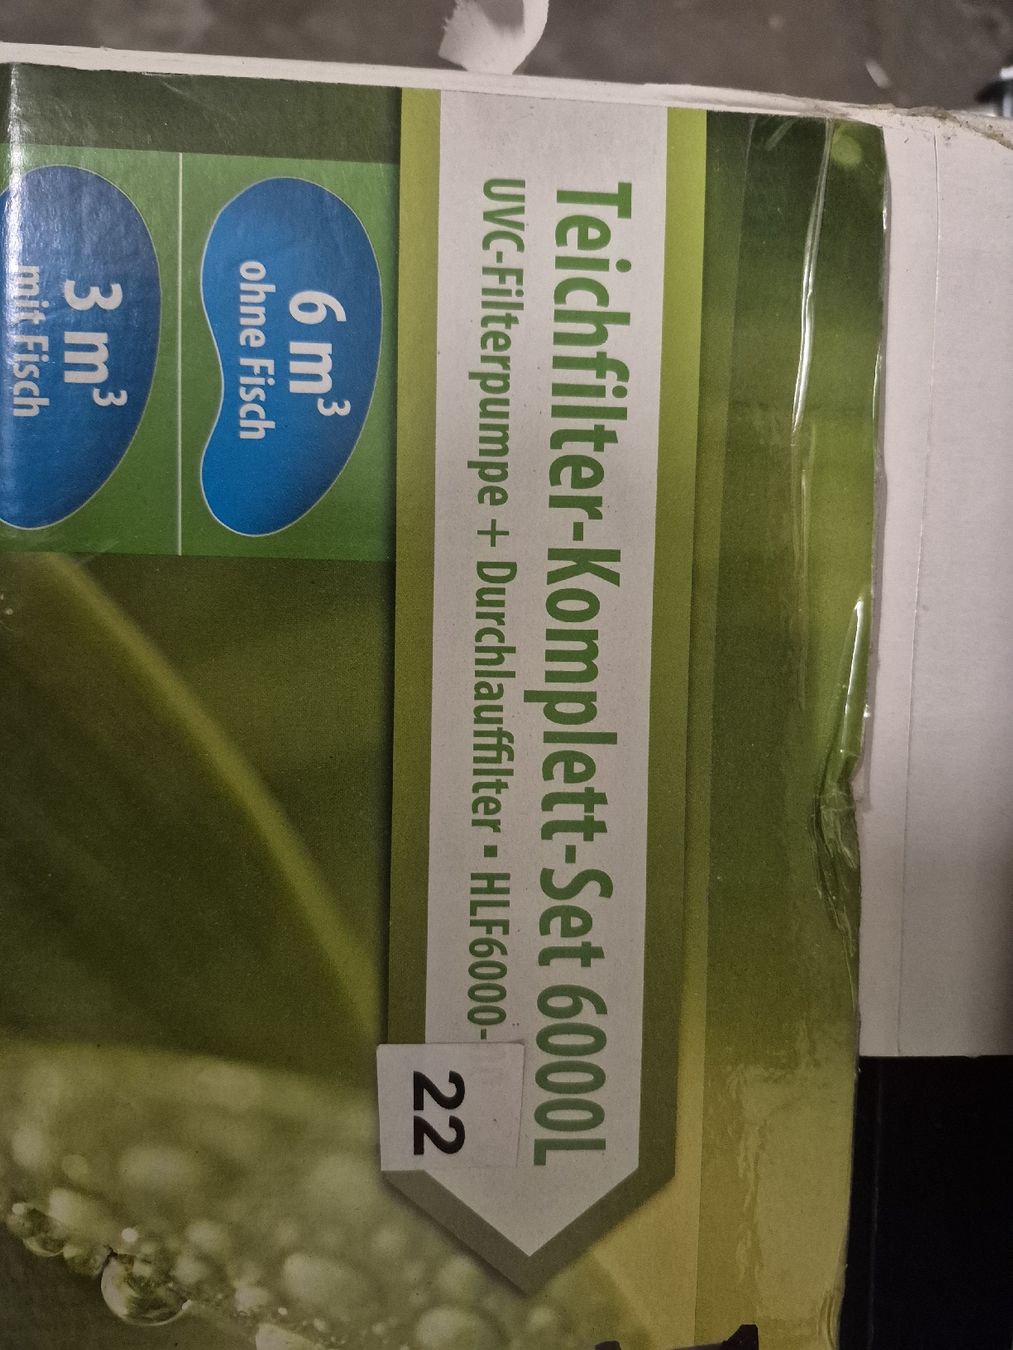 Teichfilter-Komplett-Set 6000L
UVC-Filterpumpe + Durchlauffilter ▪ HLF6000-
22
6 m³
ohne Fisch
3 m³
mit Fisch